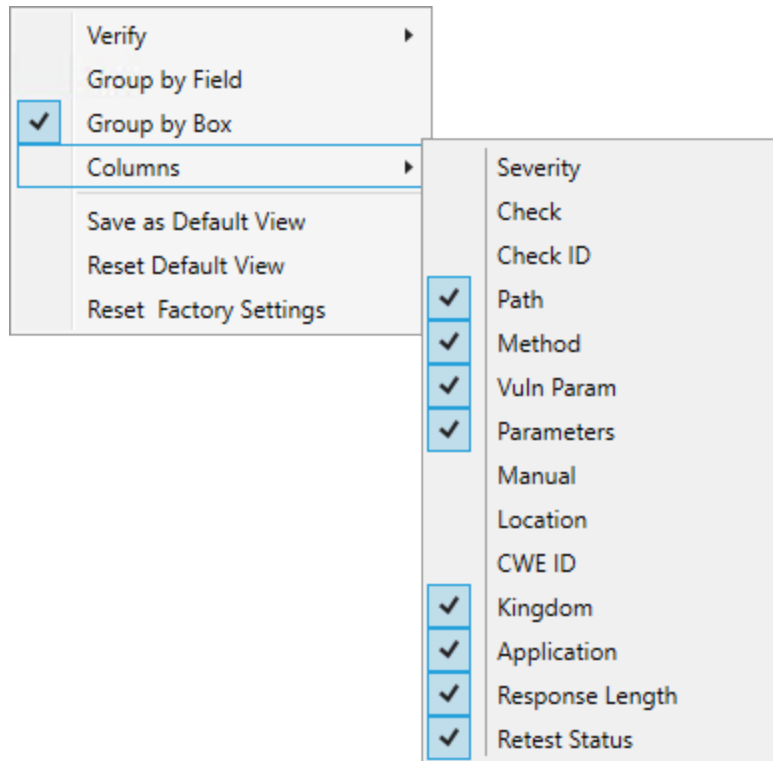 Verify
Group by Field
Group by Box
Columns
Save as Default View
Reset Default View
Reset  Factory Settings
Severity
Check
Check ID
Path
Method
Vuln Param
Parameters
Manual
Location
CWE ID
Kingdom
Application
Response Length
Retest Status